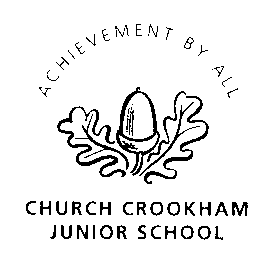 ACHIEVEMENT BY ALL
CHURCH CROOKHAM
JUNIOR SCHOOL